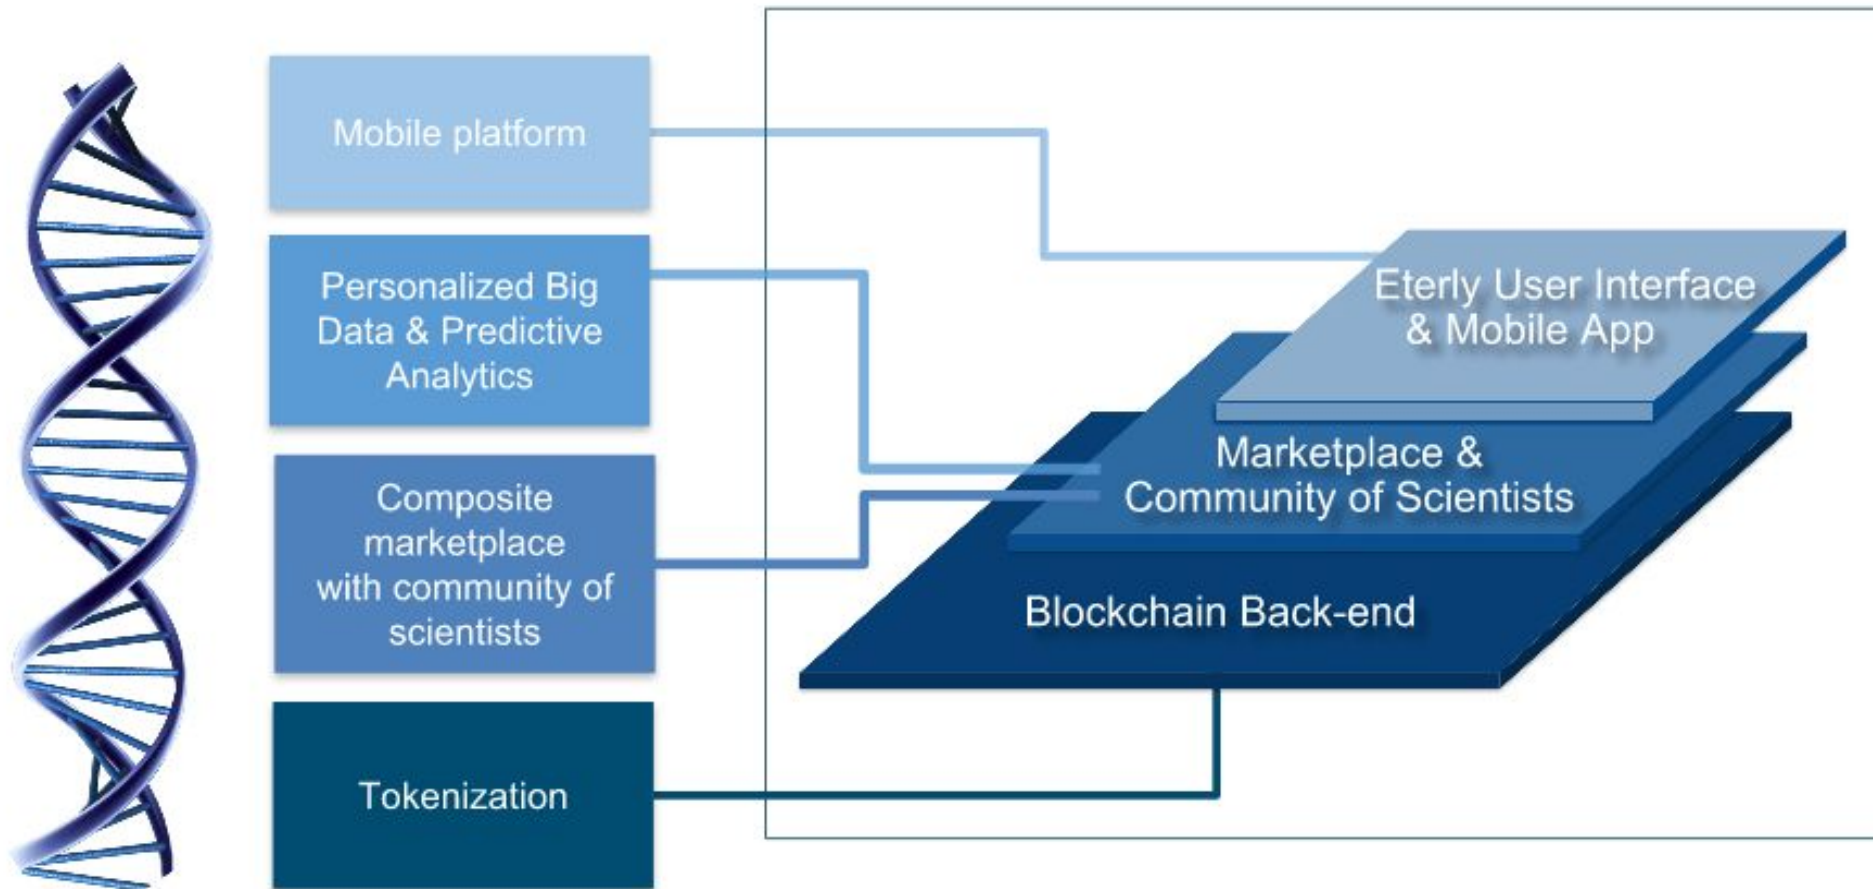 Mobile platform
Personalized Big
Data & Predictive
Analytics
Composite
marketplace
with community of
scientists
Tokenization
Eterly User Interface
& Mobile App
Marketplace &
Community of Scientists
Blockchain Back-end